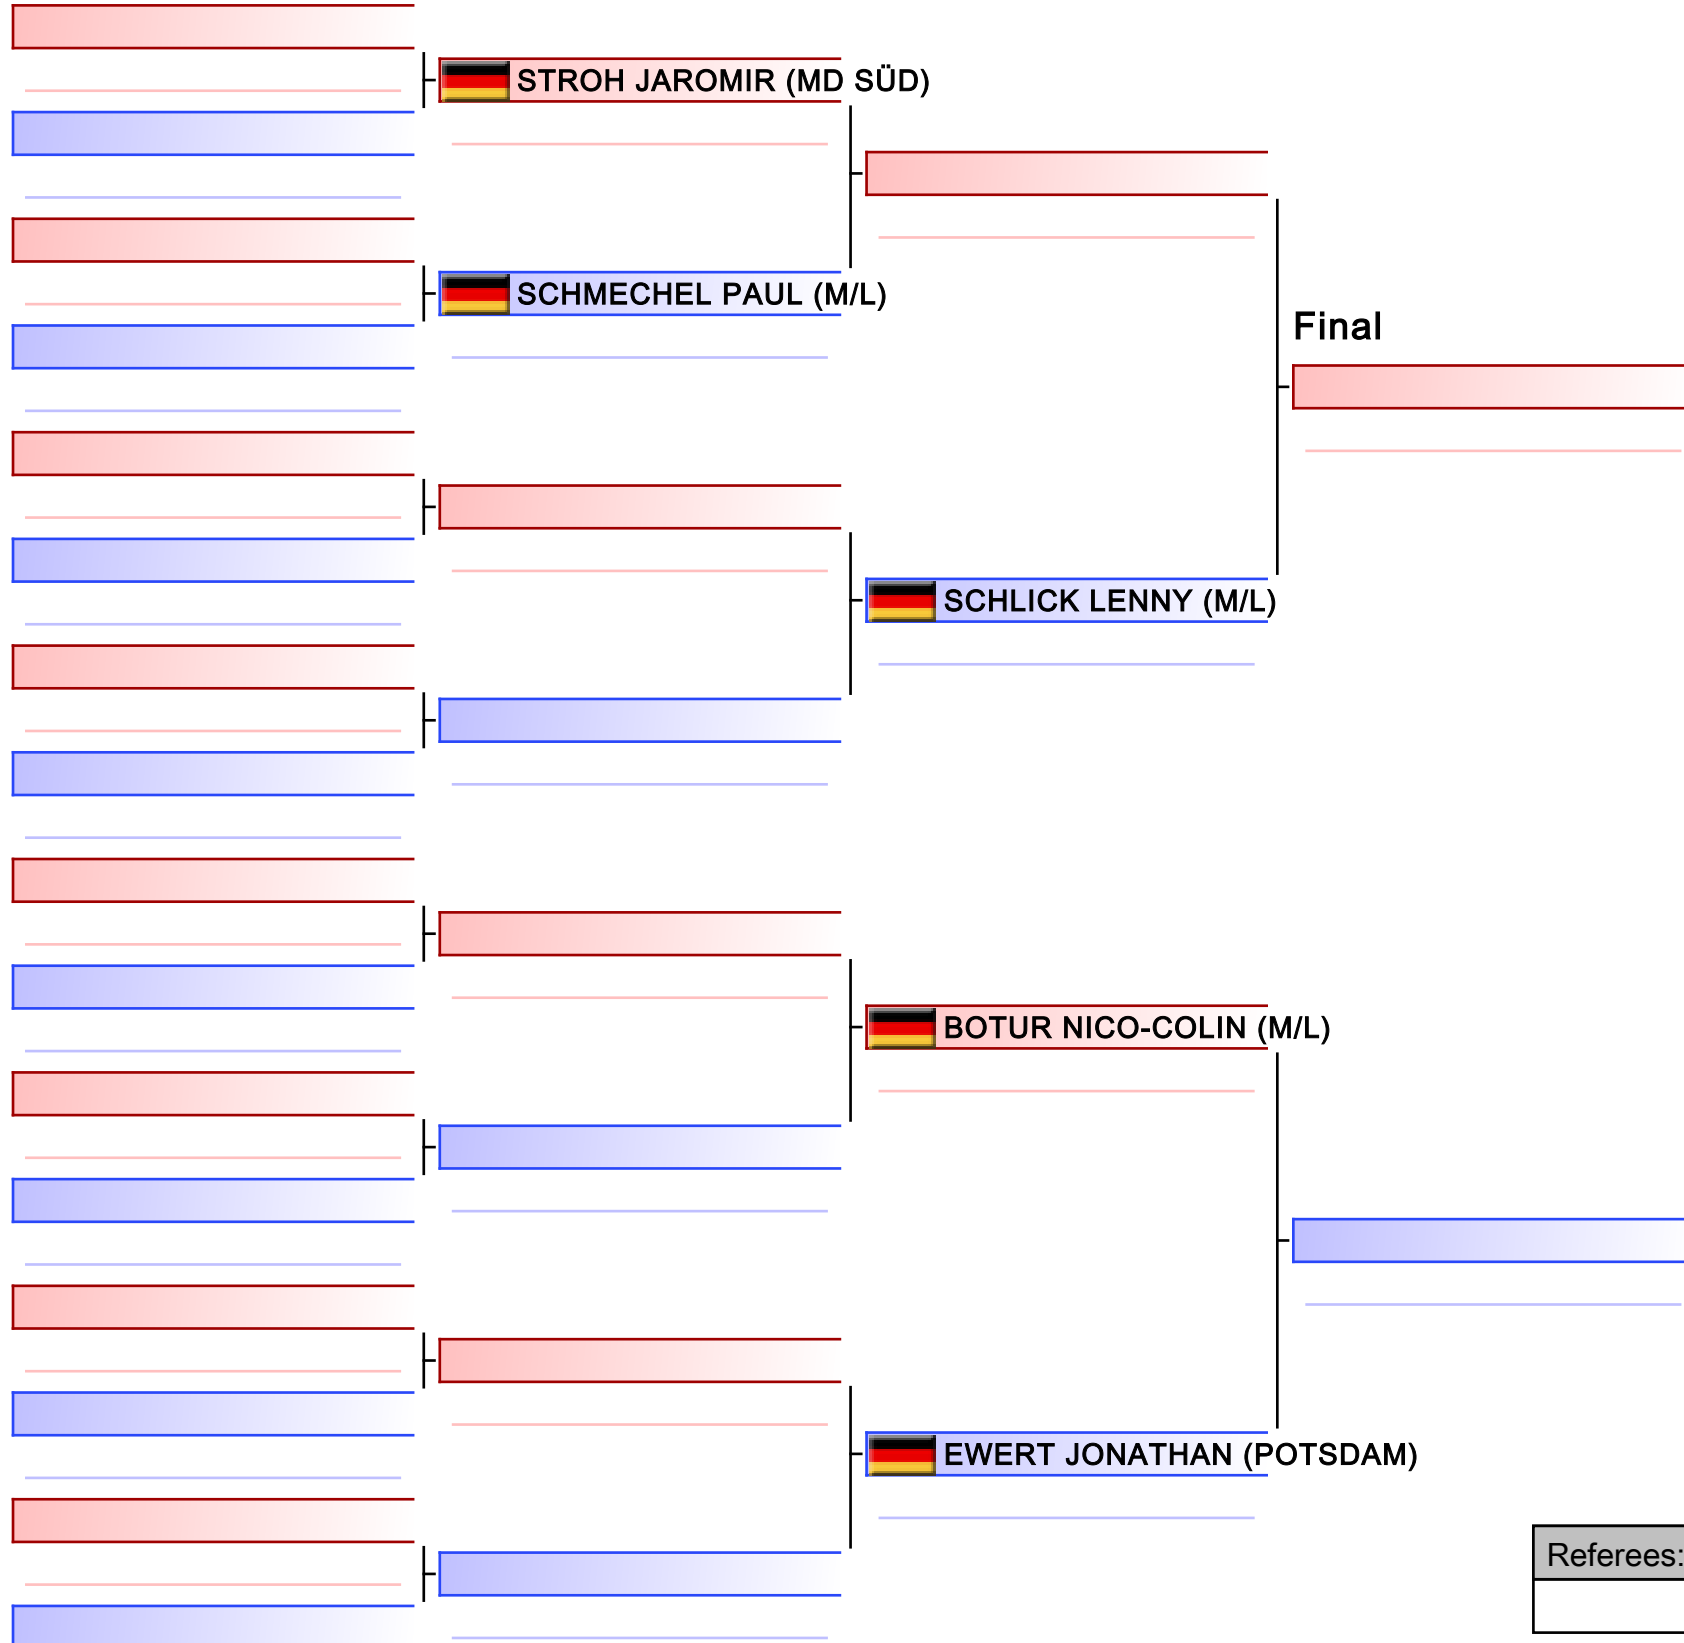 STROH JAROMIR (MD SÜD)
SCHMECHEL PAUL (M/L)
Final
SCHLICK LENNY (M/L)
BOTUR NICO-COLIN (M/L)
EWERT JONATHAN (POTSDAM)
Referees: